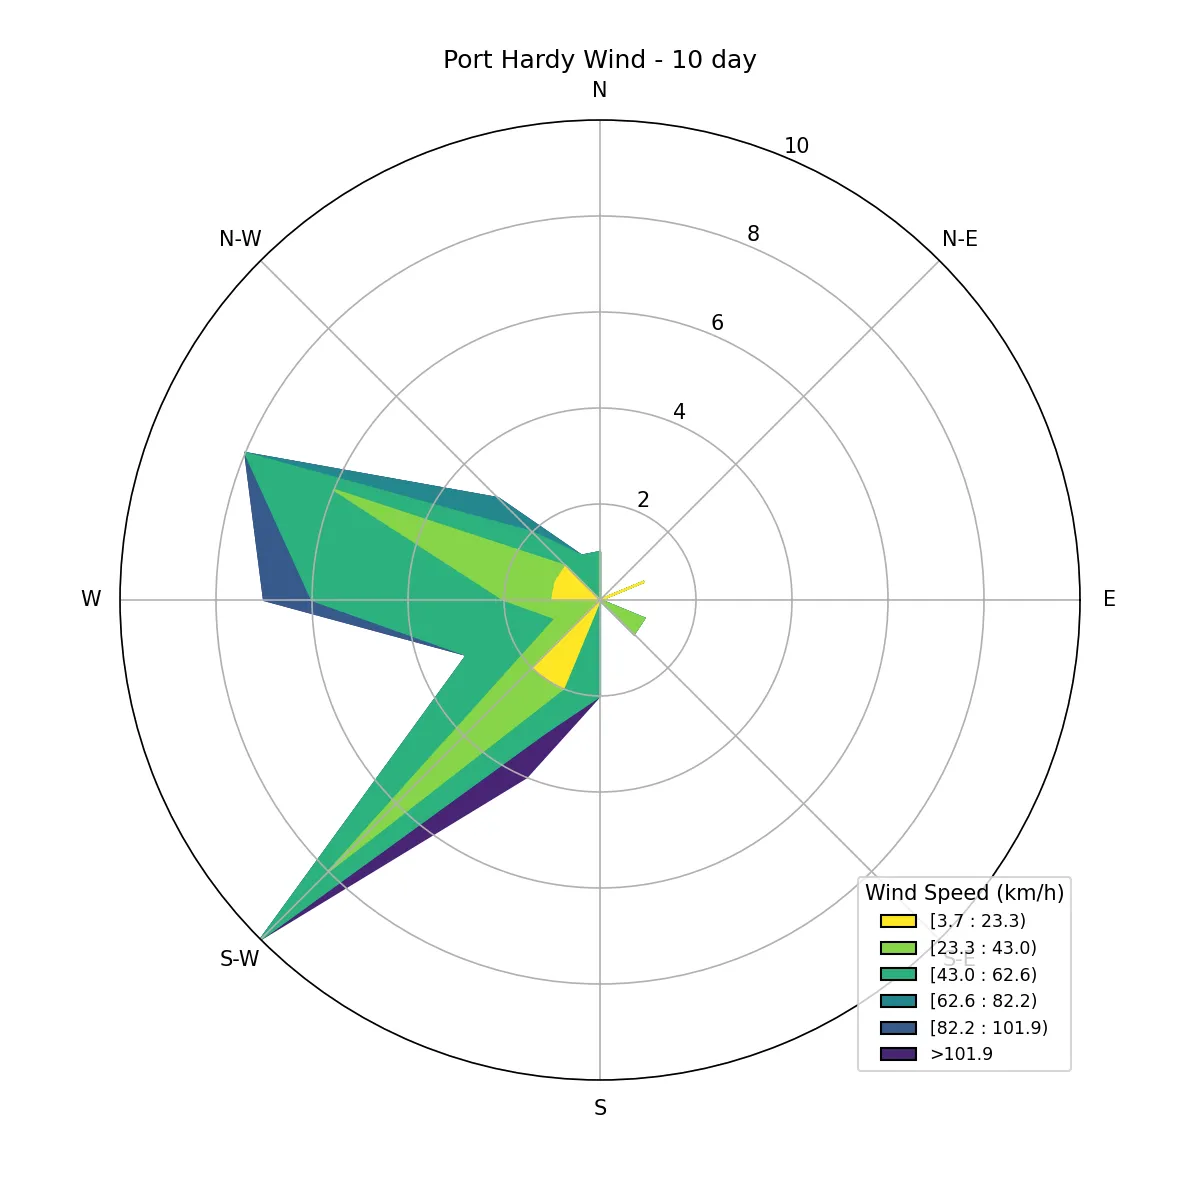 Port Hardy Wind - 10 day
N
10
N-W
N-E
8
6
4
2
W
E
S-W
S-E
S
Wind Speed (km/h)
[3.7 : 23.3)
[23.3 : 43.0)
[43.0 : 62.6)
[62.6 : 82.2)
[82.2 : 101.9)
>101.9